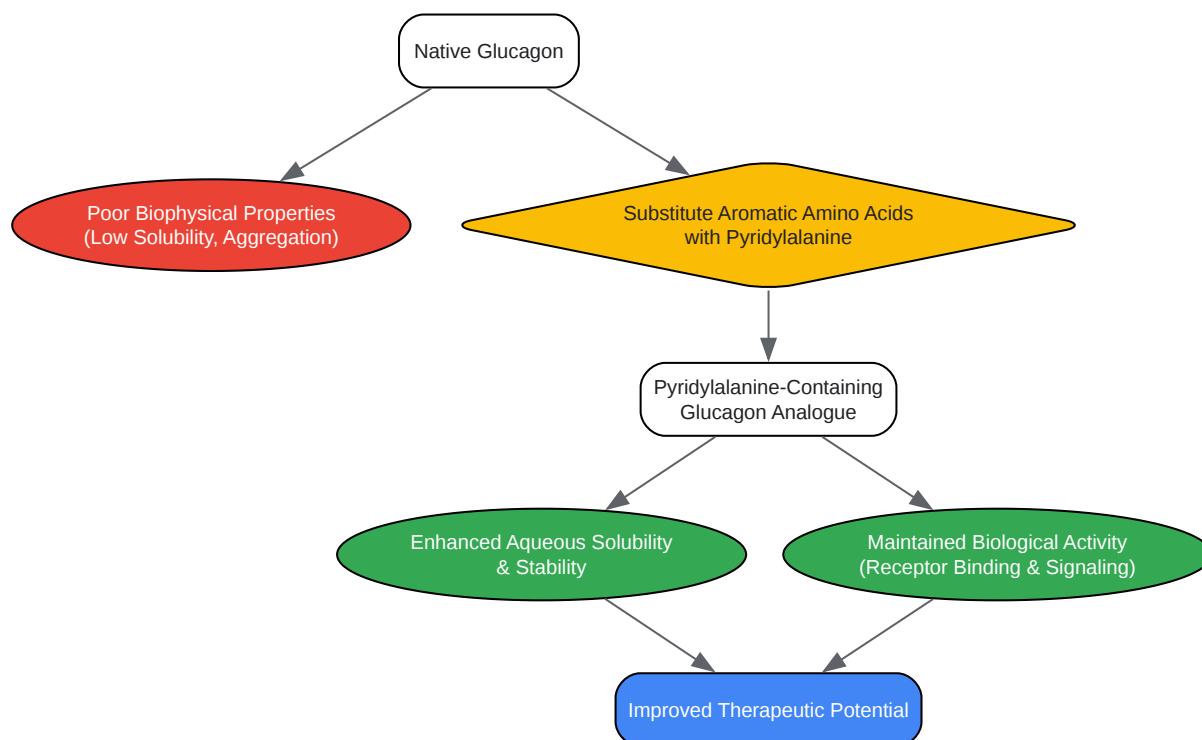 Native Glucagon
Poor Biophysical Properties
(Low Solubility, Aggregation)
Substitute Aromatic Amino Acids
with Pyridylalanine
Pyridylalanine-Containing
Glucagon Analogue
Enhanced Aqueous Solubility
& Stability
Maintained Biological Activity
(Receptor Binding & Signaling)
Improved Therapeutic Potential